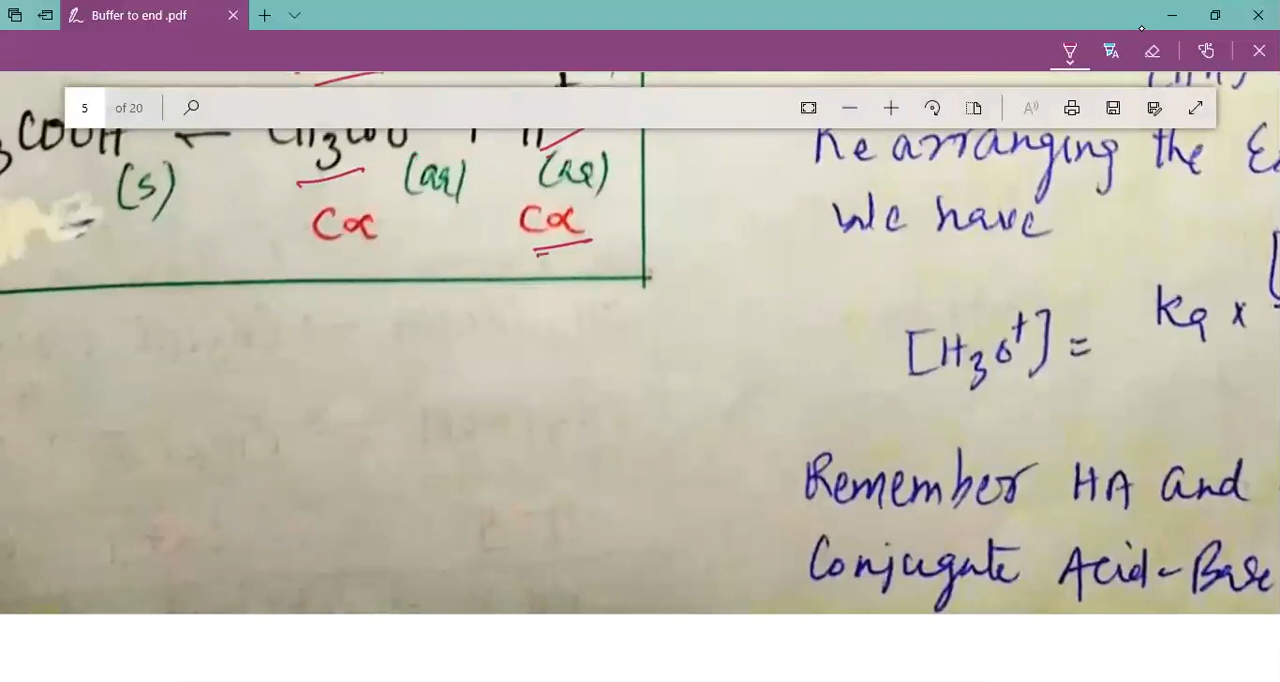 Buffer to end .pdf
5 of 20
(s) (aq) (aq)
Cα Cα
Rearranging the
We have
[H₃O⁺] = Ka ×
Remember HA and
Conjugate Acid-Base